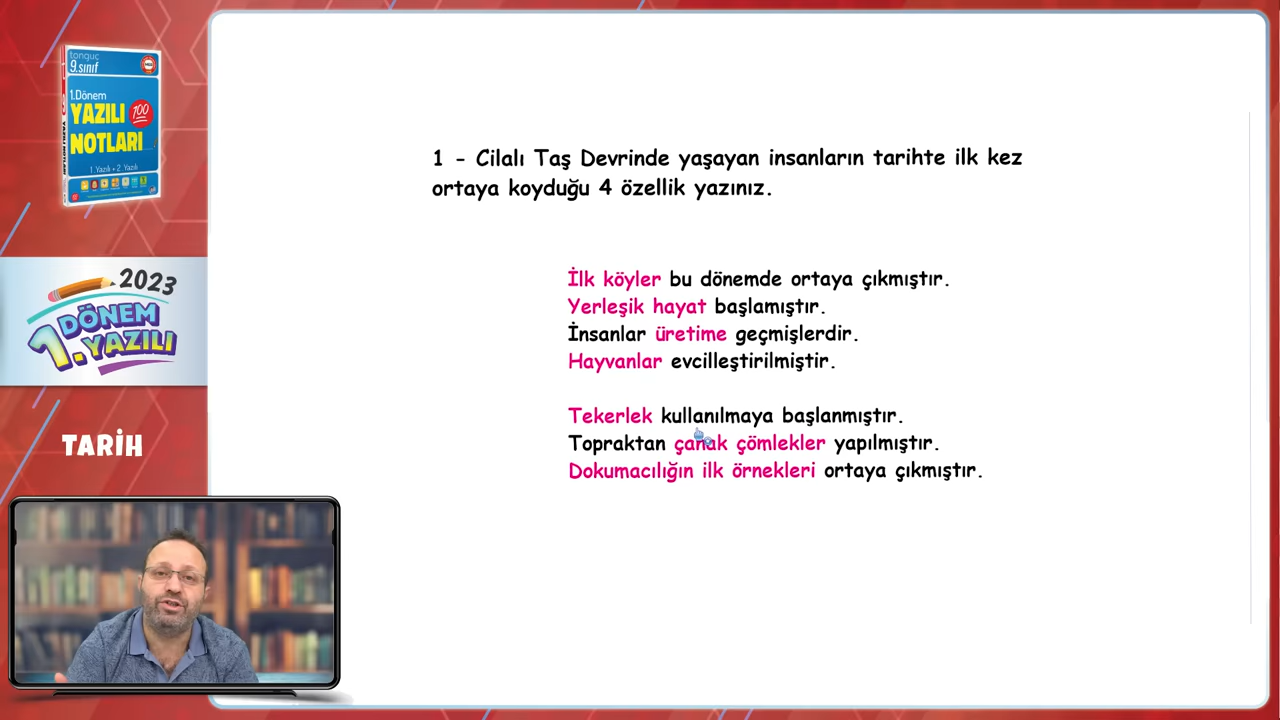 tonguç
9.sınıf
1.Dönem
YAZILI
100
NOTLARI
1.Yazılı • 2.Yazılı
YAZILI NOTLARI
2023
1. DÖNEM
YAZILI
TARİH
1 - Cilalı Taş Devrinde yaşayan insanların tarihte ilk kez
ortaya koyduğu 4 özellik yazınız.
İlk köyler bu dönemde ortaya çıkmıştır.
Yerleşik hayat başlamıştır.
İnsanlar üretime geçmişlerdir.
Hayvanlar evcilleştirilmiştir.
Tekerlek kullanılmaya başlanmıştır.
Topraktan çanak çömlekler yapılmıştır.
Dokumacılığın ilk örnekleri ortaya çıkmıştır.